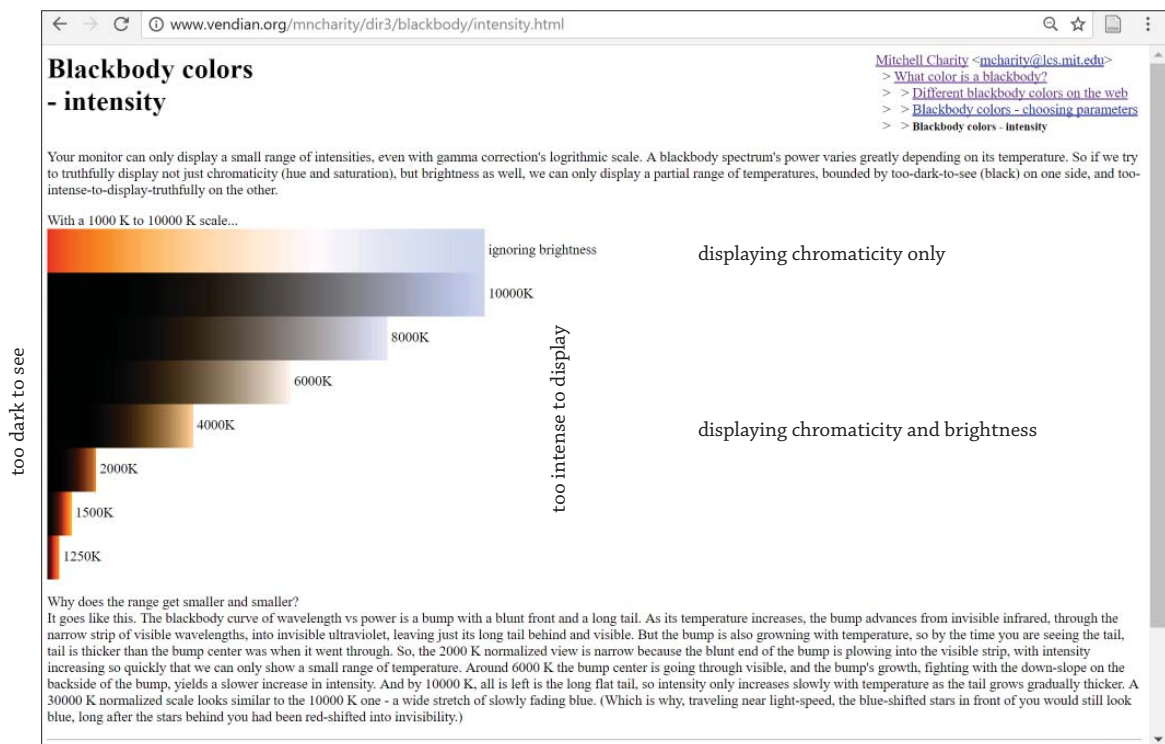 www.vendian.org/mncharity/dir3/blackbody/intensity.html
Blackbody colors
- intensity
Mitchell Charity <mcharity@lcs.mit.edu>
> What color is a blackbody?
> > Different blackbody colors on the web
> > Blackbody colors - choosing parameters
> > Blackbody colors - intensity
Your monitor can only display a small range of intensities, even with gamma correction's logrithmic scale. A blackbody spectrum's power varies greatly depending on its temperature. So if we try
to truthfully display not just chromaticity (hue and saturation), but brightness as well, we can only display a partial range of temperatures, bounded by too-dark-to-see (black) on one side, and too-
intense-to-display-truthfully on the other.
With a 1000 K to 10000 K scale...
ignoring brightness
displaying chromaticity only
10000K
8000K
6000K
4000K
2000K
1500K
1250K
too dark to see
too intense to display
displaying chromaticity and brightness
Why does the range get smaller and smaller?
It goes like this. The blackbody curve of wavelength vs power is a bump with a blunt front and a long tail. As its temperature increases, the bump advances from invisible infrared, through the
narrow strip of visible wavelengths, into invisible ultraviolet, leaving just its long tail behind and visible. But the bump is also growning with temperature, so by the time you are seeing the tail,
tail is thicker than the bump center was when it went through. So, the 2000 K normalized view is narrow because the blunt end of the bump is plowing into the visible strip, with intensity
increasing so quickly that we can only show a small range of temperature. Around 6000 K the bump center is going through visible, and the bump's growth, fighting with the down-slope on the
backside of the bump, yields a slower increase in intensity. And by 10000 K, all is left is the long flat tail, so intensity only increases slowly with temperature as the tail grows gradually thicker. A
30000 K normalized scale looks similar to the 10000 K one - a wide stretch of slowly fading blue. (Which is why, traveling near light-speed, the blue-shifted stars in front of you would still look
blue, long after the stars behind you had been red-shifted into invisibility.)